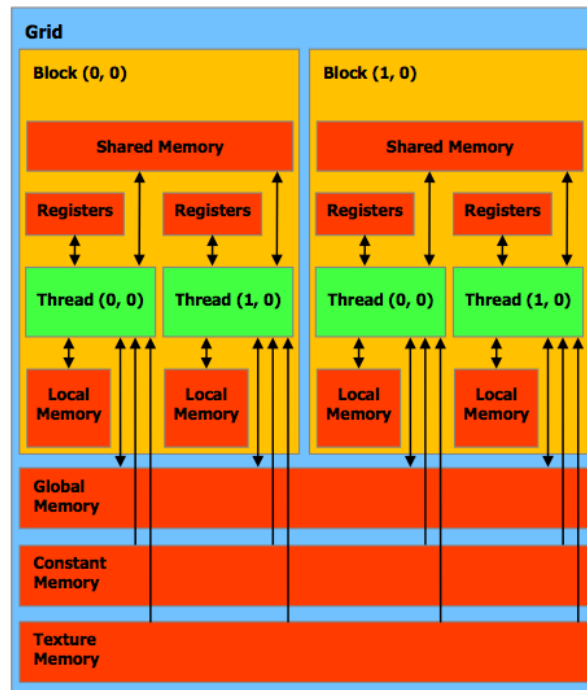 Grid
Block (0, 0)
Block (1, 0)
Shared Memory
Shared Memory
Registers
Registers
Registers
Registers
Thread (0, 0)
Thread (1, 0)
Thread (0, 0)
Thread (1, 0)
Local
Memory
Local
Memory
Local
Memory
Local
Memory
Global
Memory
Constant
Memory
Texture
Memory